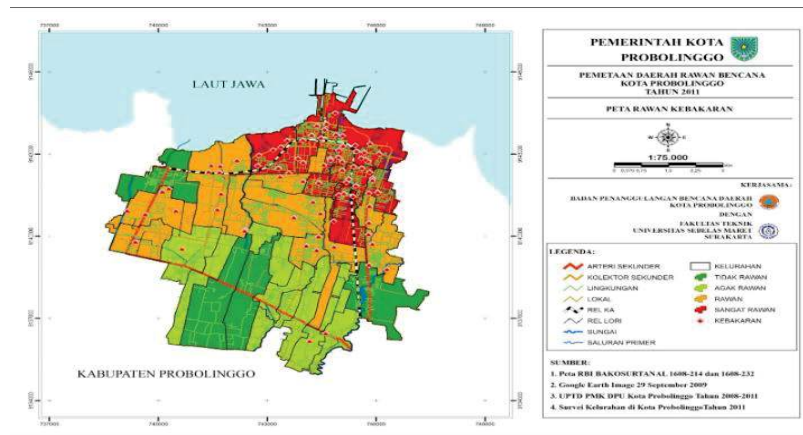 LAUT JAWA
KABUPATEN PROBOLINGGO
PEMERINTAH KOTA
PROBOLINGGO
PEMETAAN DAERAH RAWAN BENCANA
KOTA PROBOLINGGO
TAHUN 2011
PETA RAWAN KEBAKARAN
1:75.000
KERJASAMA:
BADAN PENANGGULANGAN BENCANA DAERAH
KOTA PROBOLINGGO
DENGAN
FAKULTAS TEKNIK
UNIVERSITAS SEBELAS MARET
SURAKARTA
LEGENDA:
ARTERI SEKUNDER
KOLEKTOR SEKUNDER
LINGKUNGAN
LOKAL
REL KA
REL LORI
SUNGAI
SALURAN PRIMER
KELURAHAN
TIDAK RAWAN
AGAK RAWAN
RAWAN
SANGAT RAWAN
KEBAKARAN
SUMBER:
1. Peta RBI BAKOSURTANAL 1608-214 dan 1608-232
2. Google Earth Image 29 September 2009
3. UPTD PMK DPU Kota Probolinggo Tahun 2008-2011
4. Survei Kelurahan di Kota ProbolinggoTahun 2011